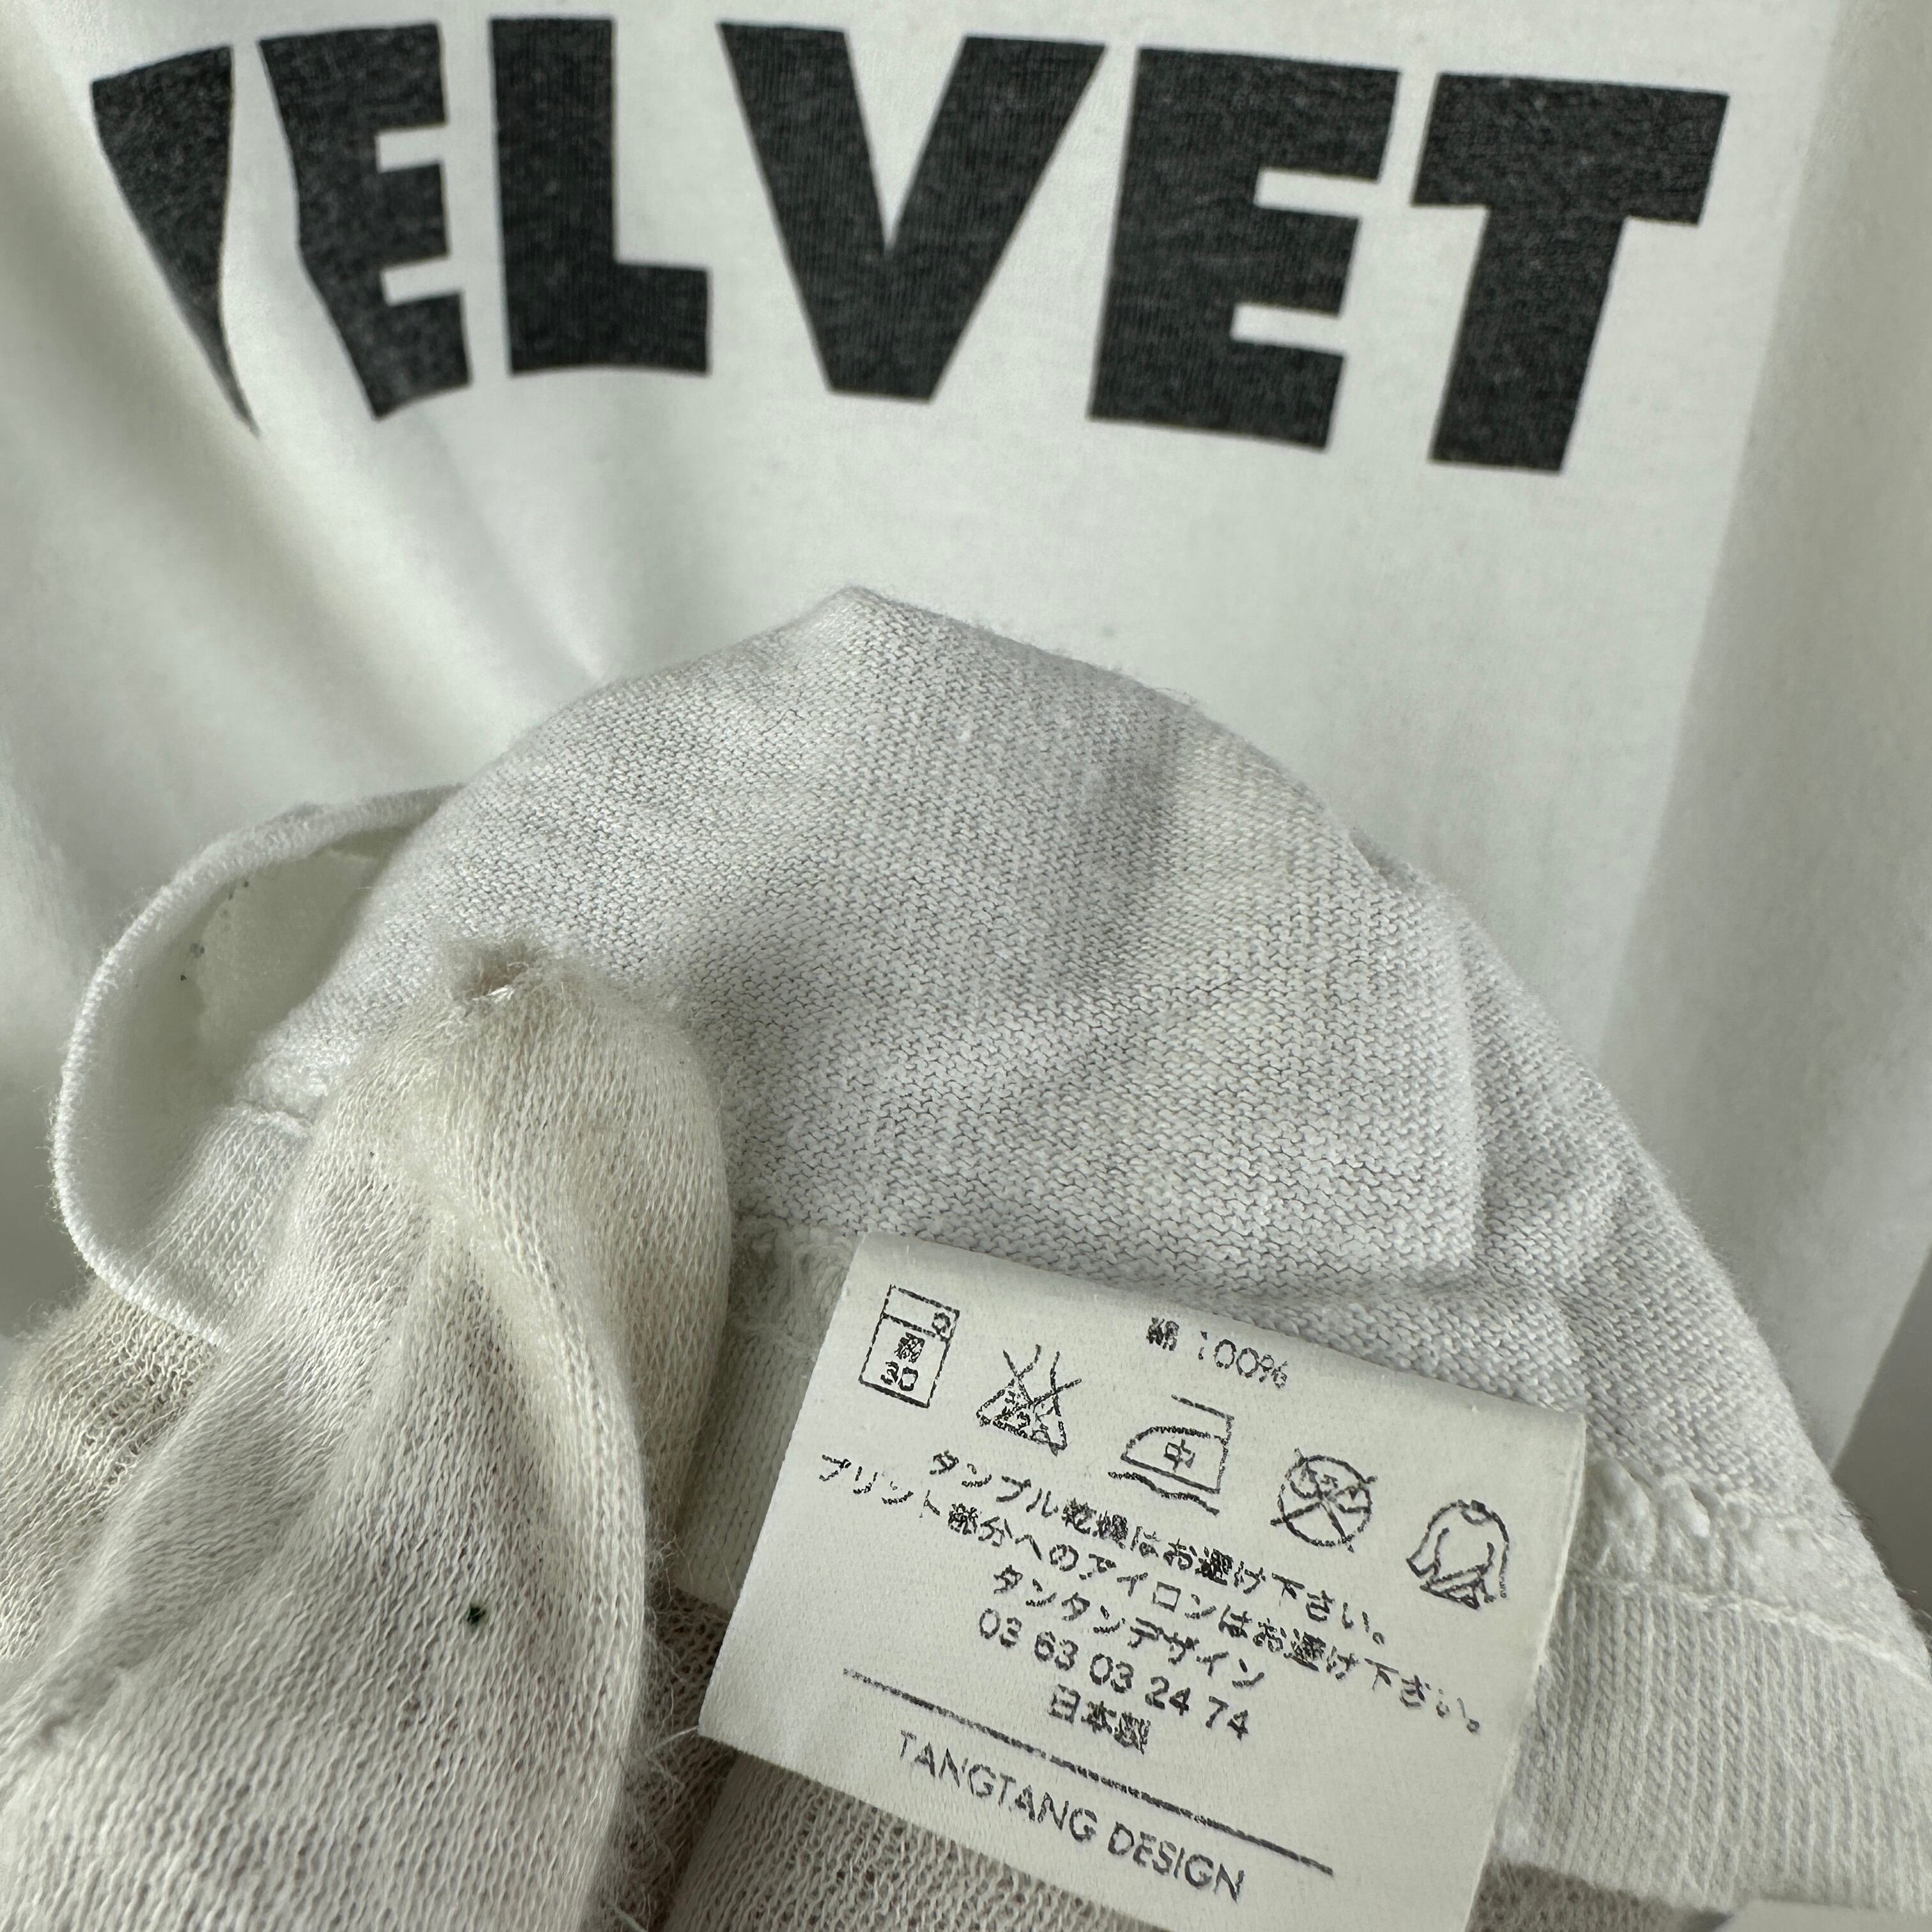 VELVET
綿 100%
弱
30
中
タンブル乾燥はお避け下さい。
プリント部分へのアイロンはお避け下さい。
タンタンデザイン
03 63 03 24 74
日本製
TANGTANG DESIGN